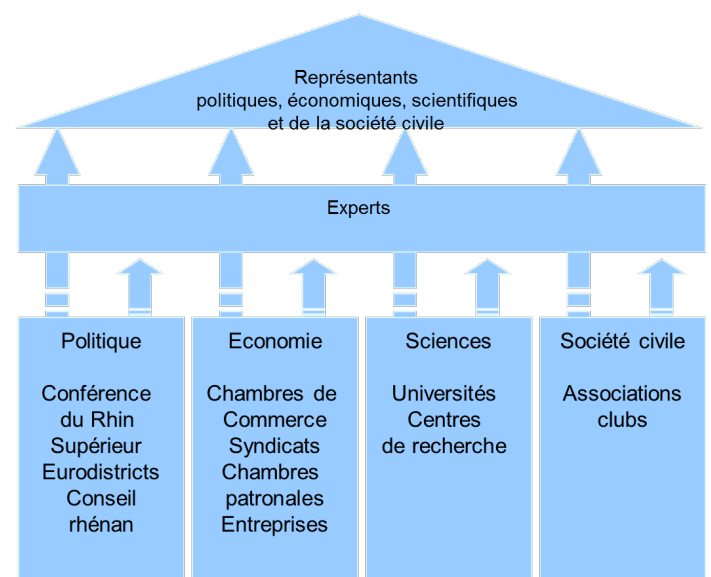 Représentants
politiques, économiques, scientifiques
et de la société civile
Experts
Politique
Conférence
du Rhin
Supérieur
Eurodistricts
Conseil
rhénan
Economie
Chambres de
Commerce
Syndicats
Chambres
patronales
Entreprises
Sciences
Universités
Centres
de recherche
Société civile
Associations
clubs